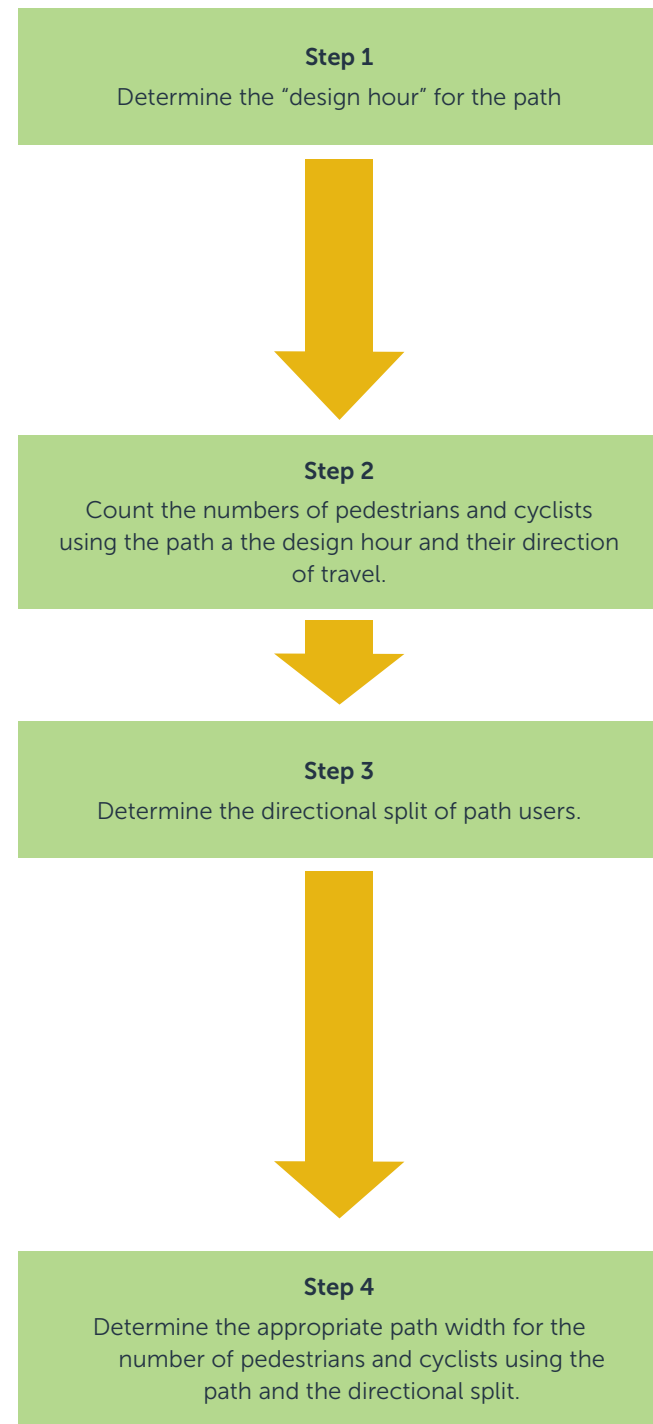 Step 1
Determine the “design hour” for the path
Step 2
Count the numbers of pedestrians and cyclists
using the path a the design hour and their direction
of travel.
Step 3
Determine the directional split of path users.
Step 4
Determine the appropriate path width for the
number of pedestrians and cyclists using the
path and the directional split.